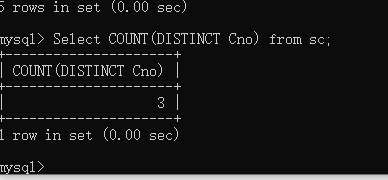 5 rows in set (0.00 sec)
mysql> Select COUNT(DISTINCT Cno) from sc;
+---------------------+
| COUNT(DISTINCT Cno) |
+---------------------+
|                   3 |
+---------------------+
1 row in set (0.00 sec)
mysql>